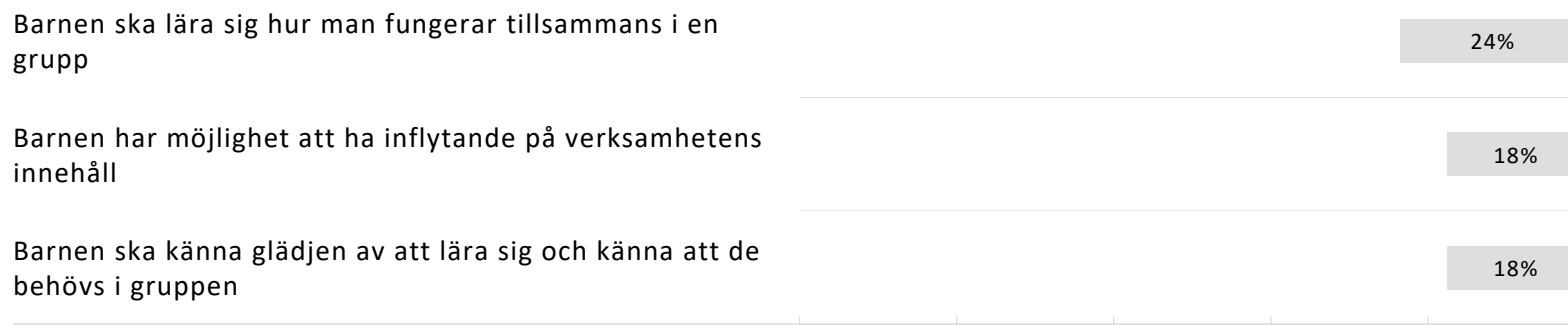 Barnen ska lära sig hur man fungerar tillsammans i en
grupp
24%
Barnen har möjlighet att ha inflytande på verksamhetens
innehåll
18%
Barnen ska känna glädjen av att lära sig och känna att de
behövs i gruppen
18%